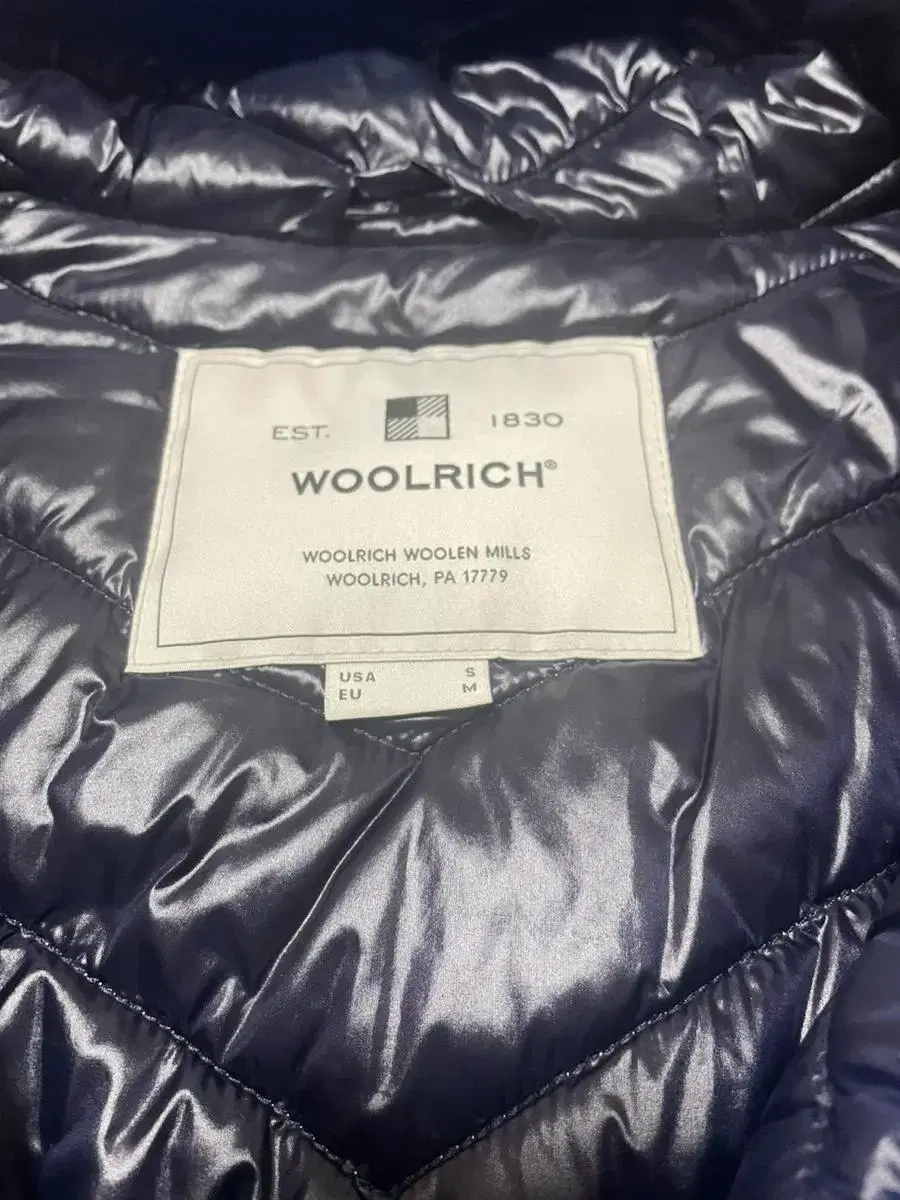 EST. 1830
WOOLRICH®
WOOLRICH WOOLEN MILLS
WOOLRICH, PA 17779
USA S
EU M